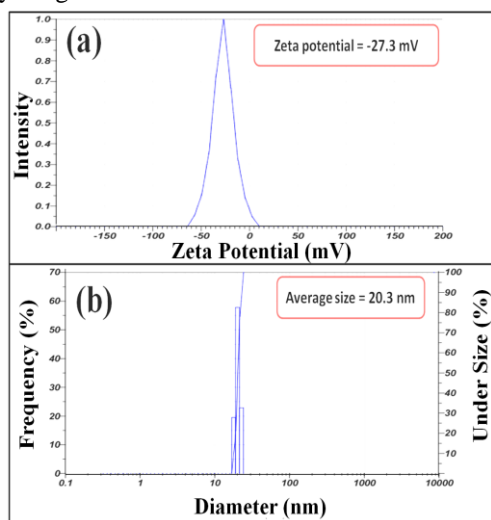 (a)
Zeta potential = -27.3 mV
Intensity
1.0
0.9
0.8
0.7
0.6
0.5
0.4
0.3
0.2
0.1
0.0
-150 -100 -50 0 50 100 150 200
Zeta Potential (mV)
(b)
Average size = 20.3 nm
Frequency (%)
70
60
50
40
30
20
10
0
100
90
80
70
60
50
40
30
20
10
0
Under Size (%)
0.1 1 10 100 1000 10000
Diameter (nm)